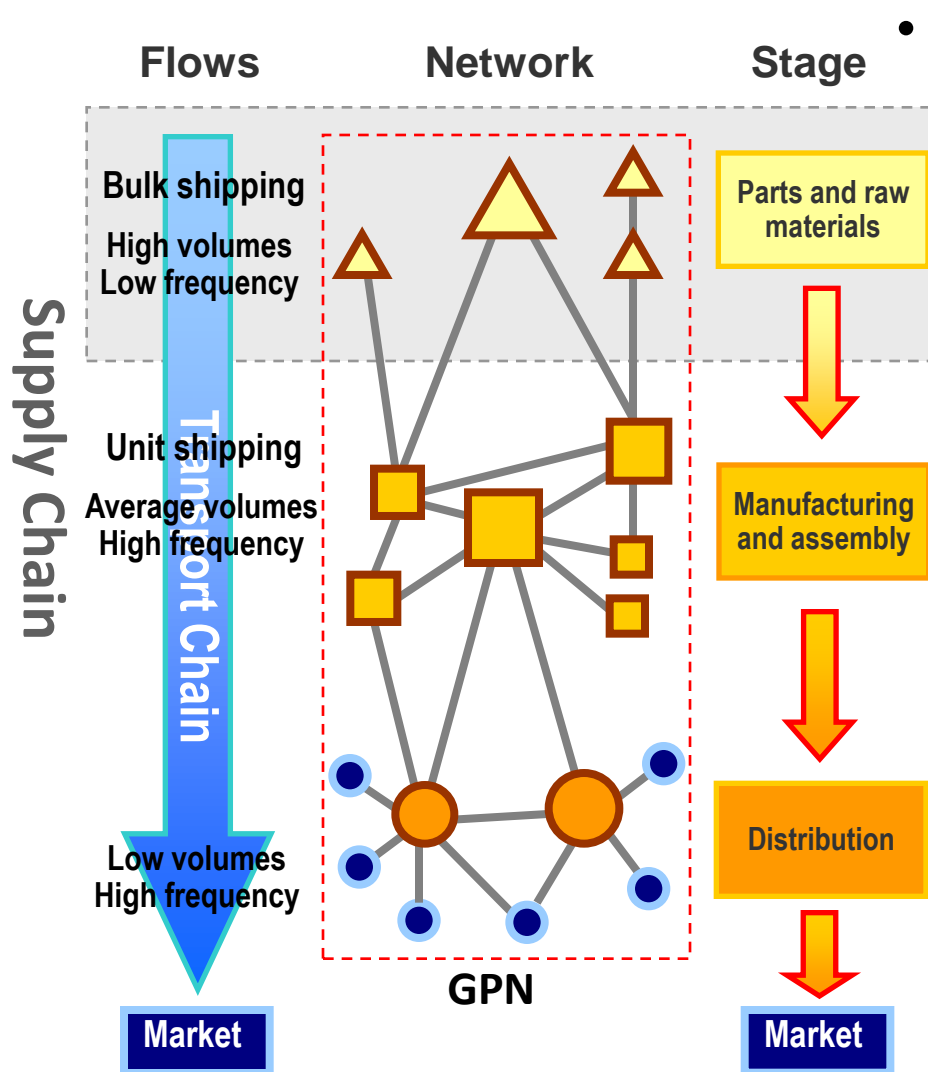 •
Flows
Network
Stage
Bulk shipping
High volumes
Low frequency
Parts and raw
materials
Supply Chain
Transport Chain
Unit shipping
Average volumes
High frequency
Manufacturing
and assembly
Low volumes
High frequency
Distribution
GPN
Market
Market